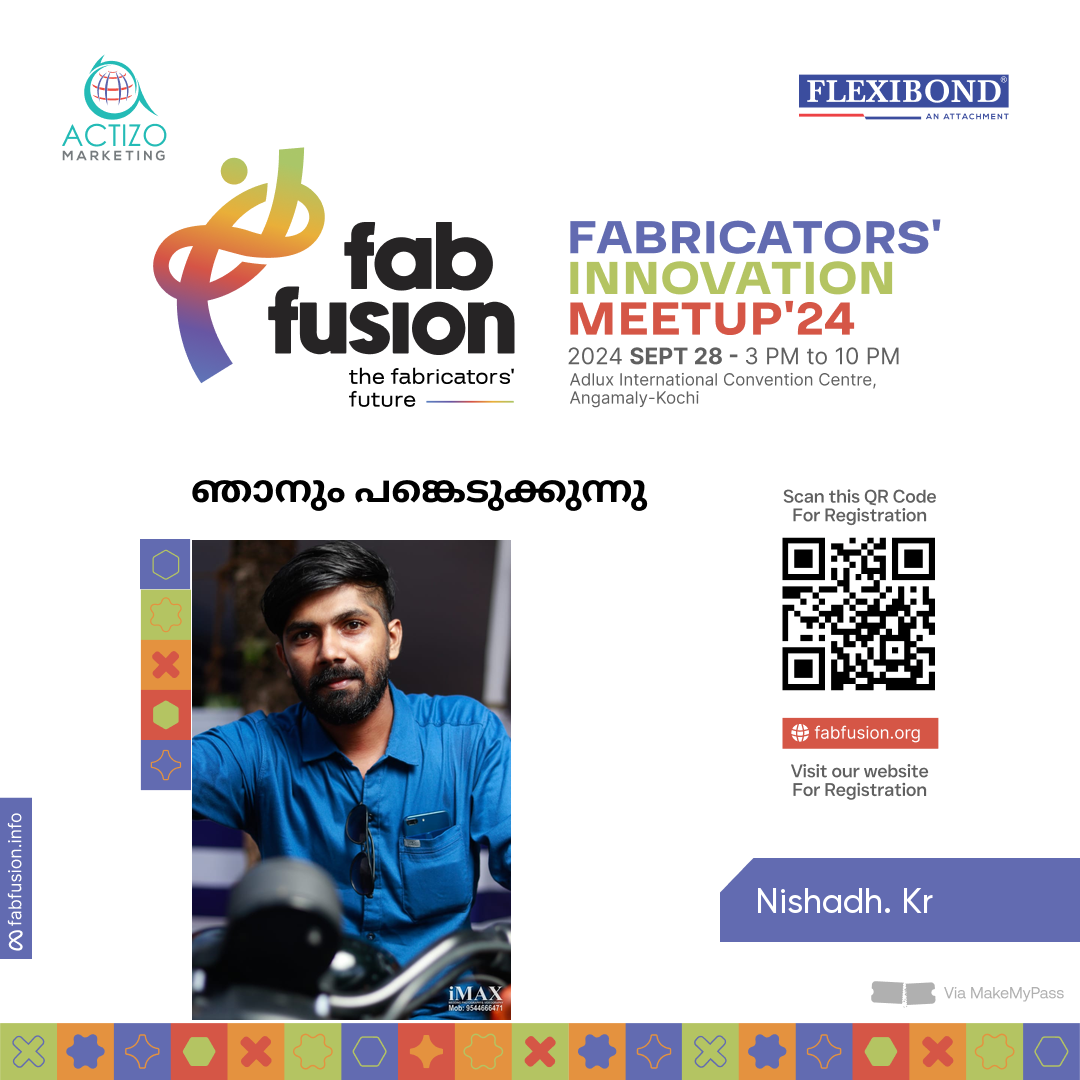 ACTIZO
MARKETING
FLEXIBOND®
AN ATTACHMENT
fab
fusion
the fabricators'
future
FABRICATORS'
INNOVATION
MEETUP'24
2024 SEPT 28 - 3 PM to 10 PM
Adlux International Convention Centre,
Angamaly-Kochi
ഞാനും പങ്കെടുക്കുന്നു
Scan this QR Code
For Registration
fabfusion.org
Visit our website
For Registration
fabfusion.info
Nishadh. Kr
iMAX
Mob: 9544666471
Via MakeMyPass